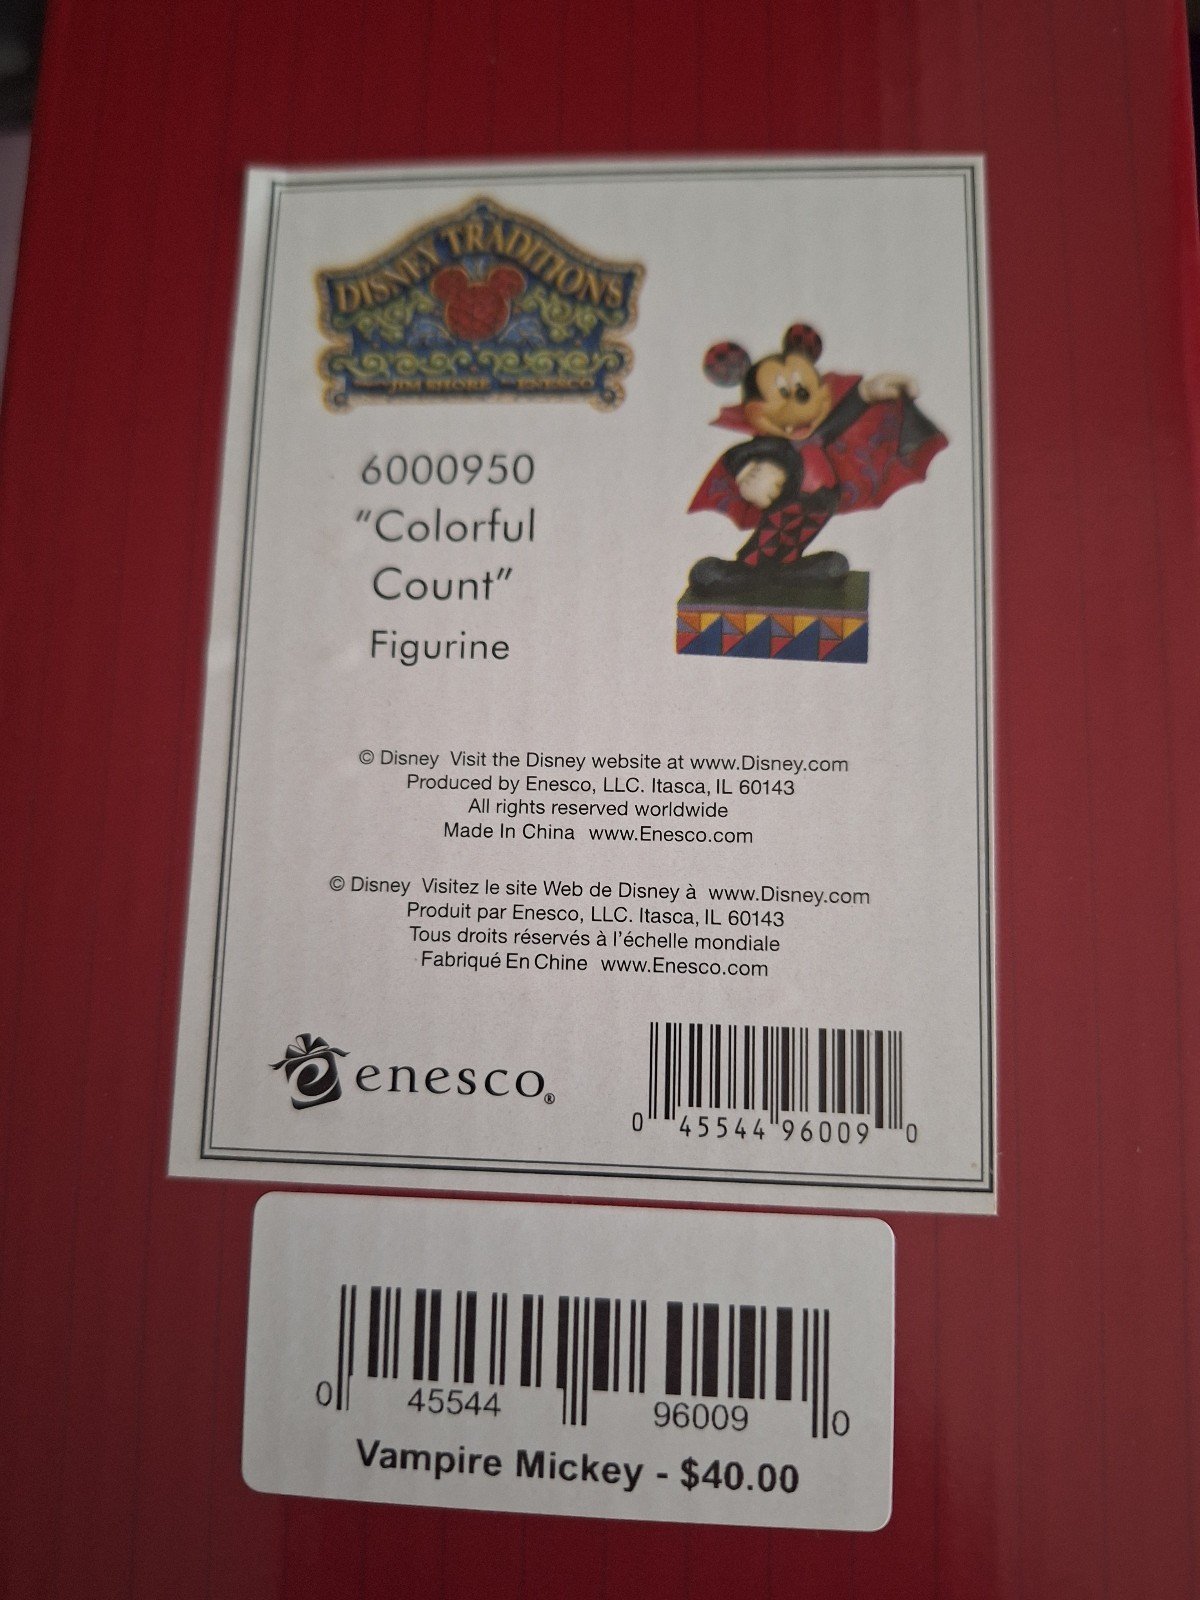 DISNEY TRADITIONS
JIM SHORE ENESCO
6000950
"Colorful
Count"
Figurine
© Disney Visit the Disney website at www.Disney.com
Produced by Enesco, LLC. Itasca, IL 60143
All rights reserved worldwide
Made In China www.Enesco.com
© Disney Visitez le site Web de Disney à www.Disney.com
Produit par Enesco, LLC. Itasca, IL 60143
Tous droits réservés à l'échelle mondiale
Fabriqué En Chine www.Enesco.com
enesco®
0 45544 96009 0
0 45544 96009 0
Vampire Mickey - $40.00